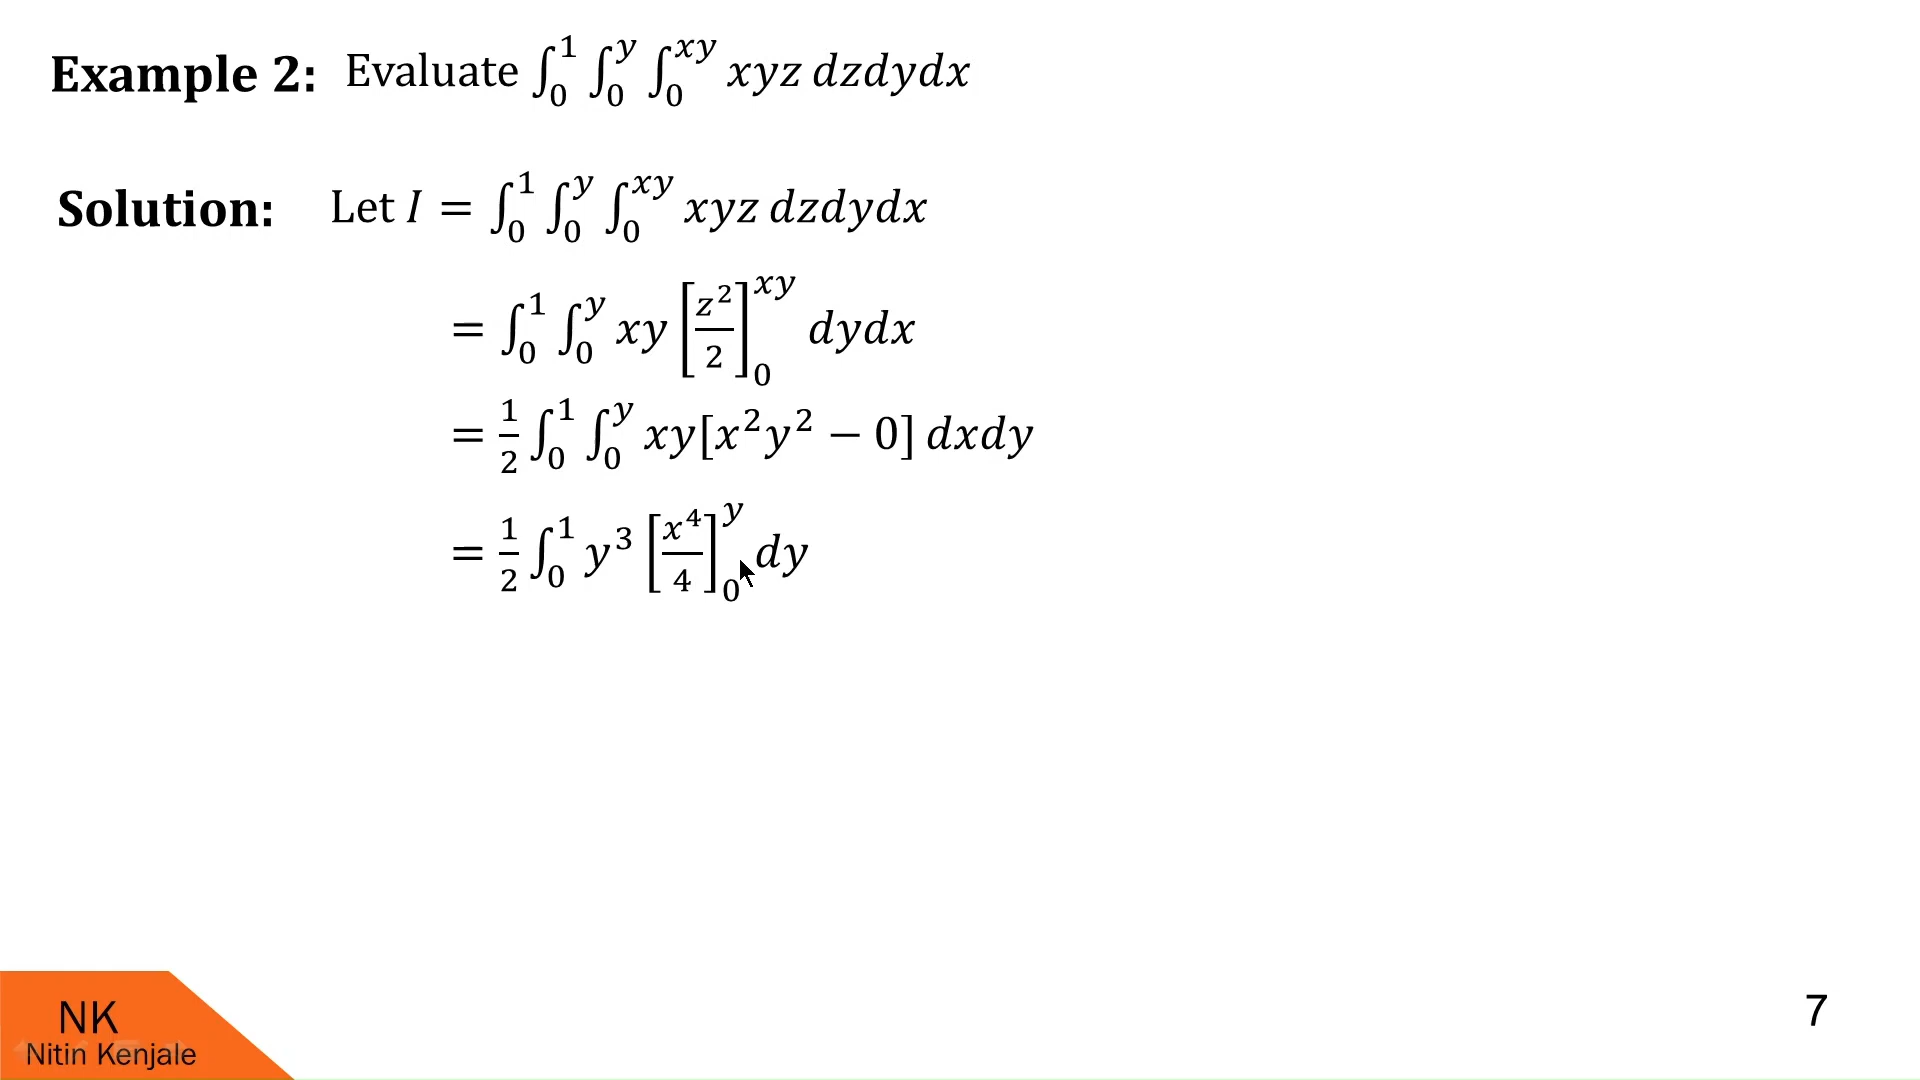 Example 2: Evaluate ∫₀¹ ∫₀^y ∫₀^xy xyz dzdydx
Solution: Let I = ∫₀¹ ∫₀^y ∫₀^xy xyz dzdydx
= ∫₀¹ ∫₀^y xy [z²/2]₀^xy dydx
= 1/2 ∫₀¹ ∫₀^y xy[x²y² − 0] dxdy
= 1/2 ∫₀¹ y³ [x⁴/4]₀^y dy
NK
Nitin Kenjale
7